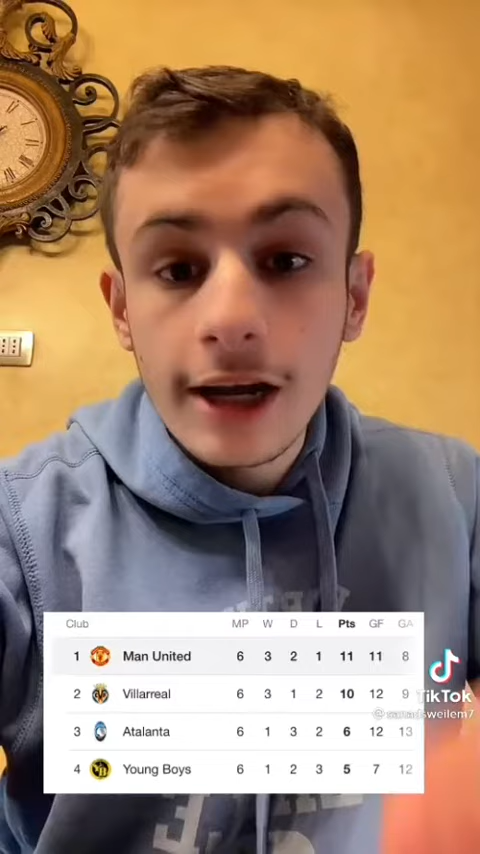 Club MP W D L Pts GF GA
1 Man United 6 3 2 1 11 11 8
2 Villarreal 6 3 1 2 10 12 9
3 Atalanta 6 1 3 2 6 12 13
4 Young Boys 6 1 2 3 5 7 12
TikTok
@sanadsweilem7